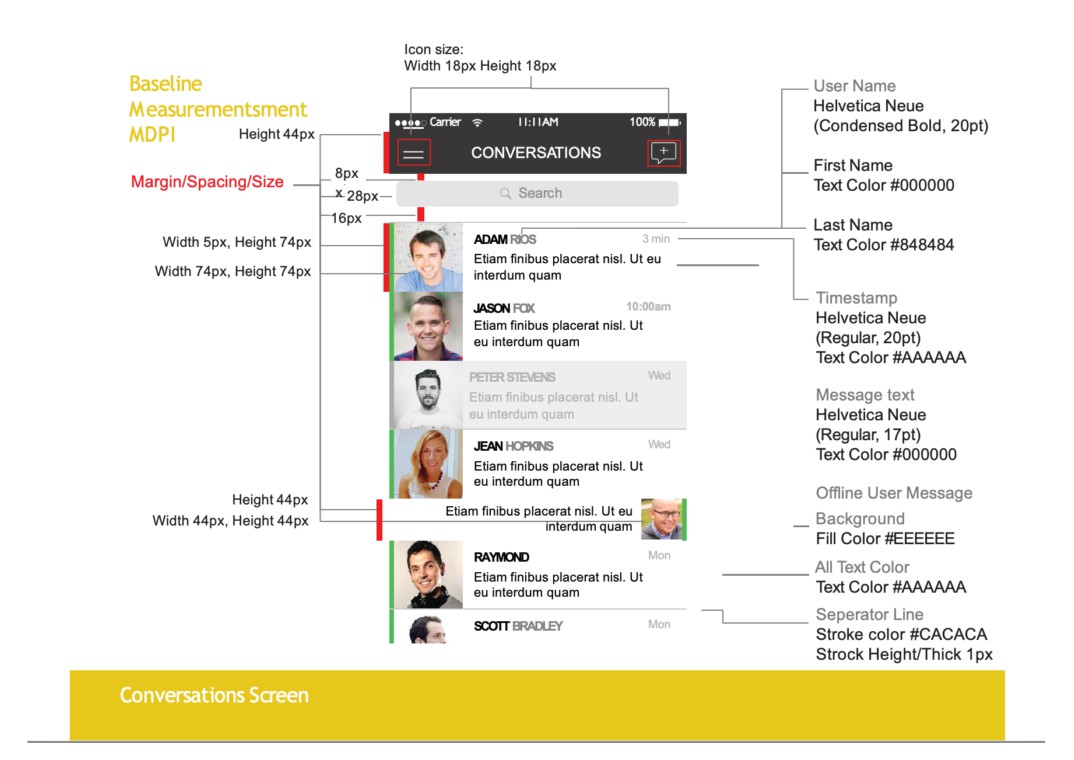 Icon size:
Width 18px Height 18px
Baseline
Measurementsment
MDPI
Height 44px
Margin/Spacing/Size
8px
x 28px
16px
Width 5px, Height 74px
Width 74px, Height 74px
Height 44px
Width 44px, Height 44px
Carrier 11:11AM 100%
CONVERSATIONS
Search
ADAM RIOS 3 min
Etiam finibus placerat nisl. Ut eu
interdum quam
JASON FOX 10:00am
Etiam finibus placerat nisl. Ut
eu interdum quam
PETER STEVENS Wed
Etiam finibus placerat nisl. Ut
eu interdum quam
JEAN HOPKINS Wed
Etiam finibus placerat nisl. Ut
eu interdum quam
Etiam finibus placerat nisl. Ut eu
interdum quam
RAYMOND Mon
Etiam finibus placerat nisl. Ut
eu interdum quam
SCOTT BRADLEY Mon
User Name
Helvetica Neue
(Condensed Bold, 20pt)
First Name
Text Color #000000
Last Name
Text Color #848484
Timestamp
Helvetica Neue
(Regular, 20pt)
Text Color #AAAAAA
Message text
Helvetica Neue
(Regular, 17pt)
Text Color #000000
Offline User Message
Background
Fill Color #EEEEEE
All Text Color
Text Color #AAAAAA
Seperator Line
Stroke color #CACACA
Strock Height/Thick 1px
Conversations Screen